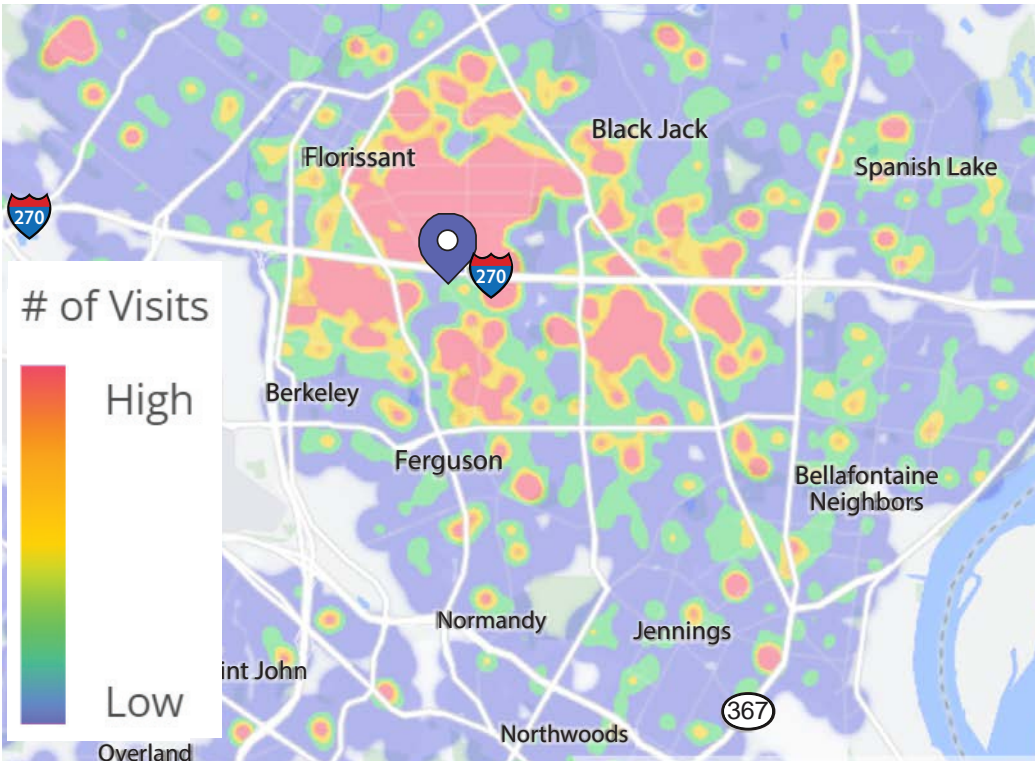 Black Jack
Florissant
Spanish Lake
270
270
# of Visits
High
Low
Berkeley
Ferguson
Bellafontaine
Neighbors
Normandy
Jennings
int John
367
Northwoods
Overland